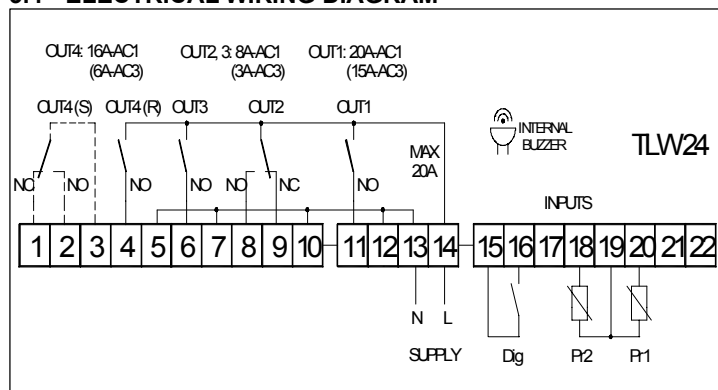 OUT4: 16A-AC1 OUT2, 3: 8A-AC1 OUT1: 20A-AC1
(6A-AC3) (3A-AC3) (15A-AC3)
OUT4 (S) OUT4 (R) OUT3 OUT2 OUT1
INTERNAL
BUZZER
TLW24
MAX
20A
NC NO NO NO NO NC NO
INPUTS
1 2 3 4 5 6 7 8 9 10 11 12 13 14 15 16 17 18 19 20 21 22
N L
SUPPLY Dig Pr2 Pr1